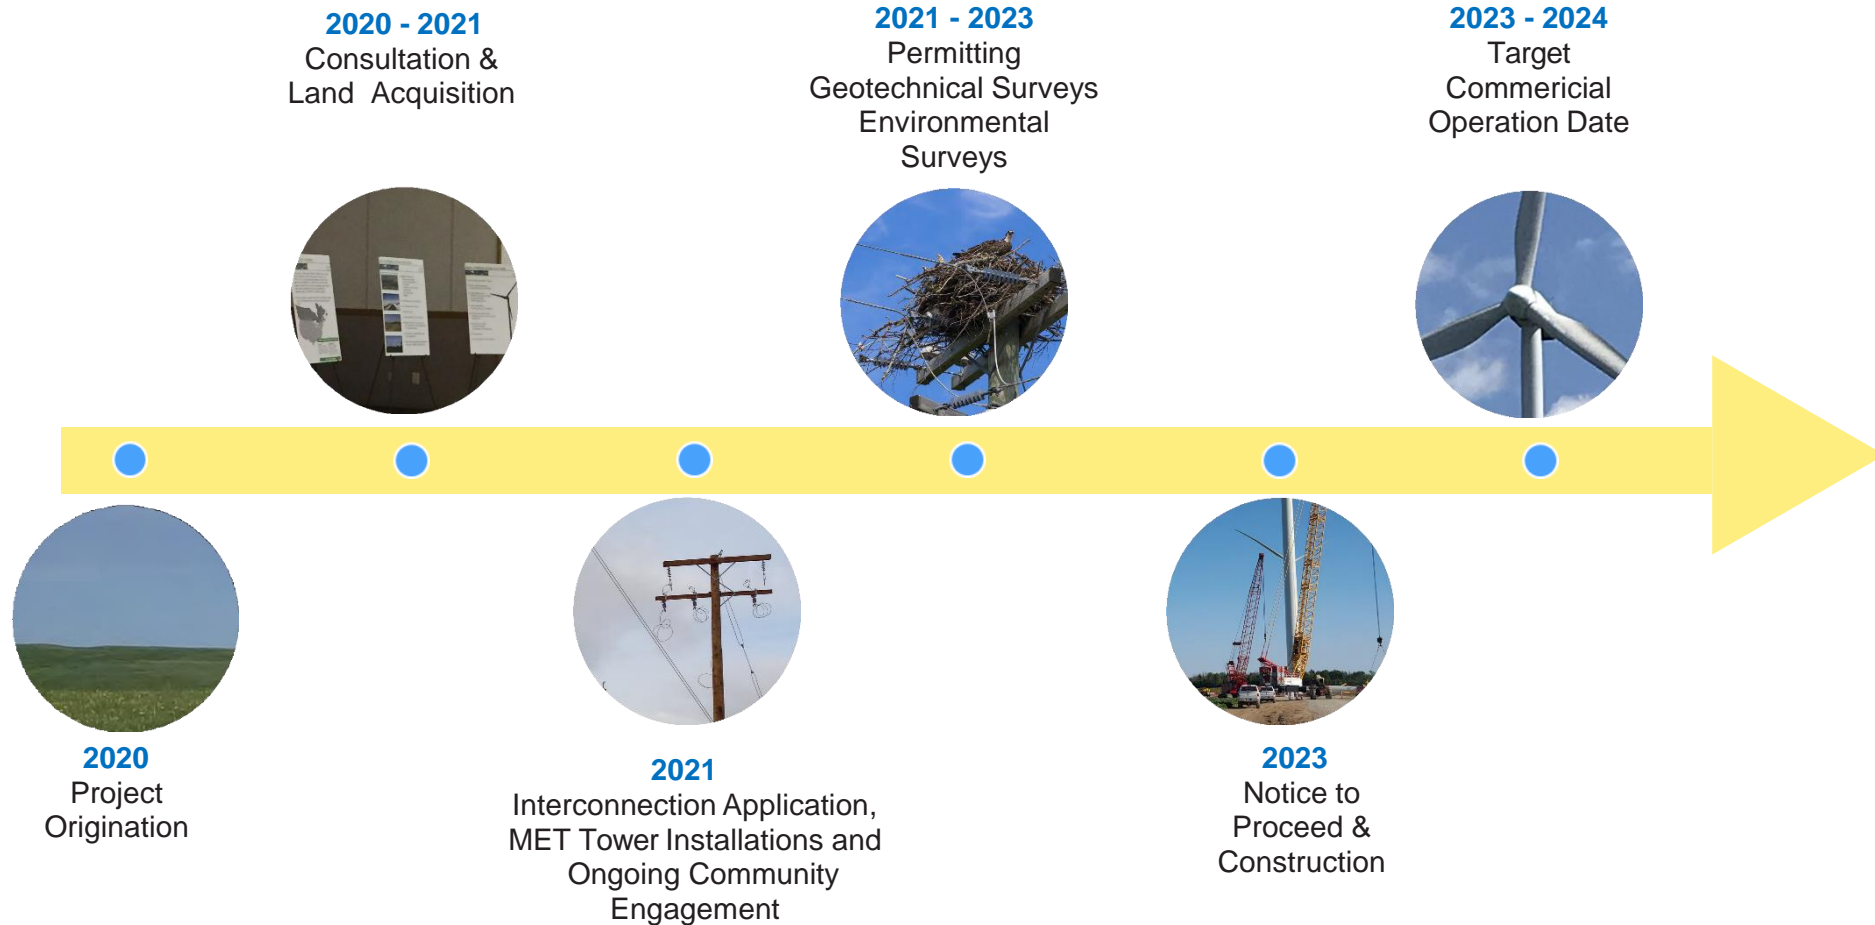 2020 - 2021
Consultation &
Land Acquisition
2021 - 2023
Permitting
Geotechnical Surveys
Environmental
Surveys
2023 - 2024
Target
Commericial
Operation Date
2020
Project
Origination
2021
Interconnection Application,
MET Tower Installations and
Ongoing Community
Engagement
2023
Notice to
Proceed &
Construction